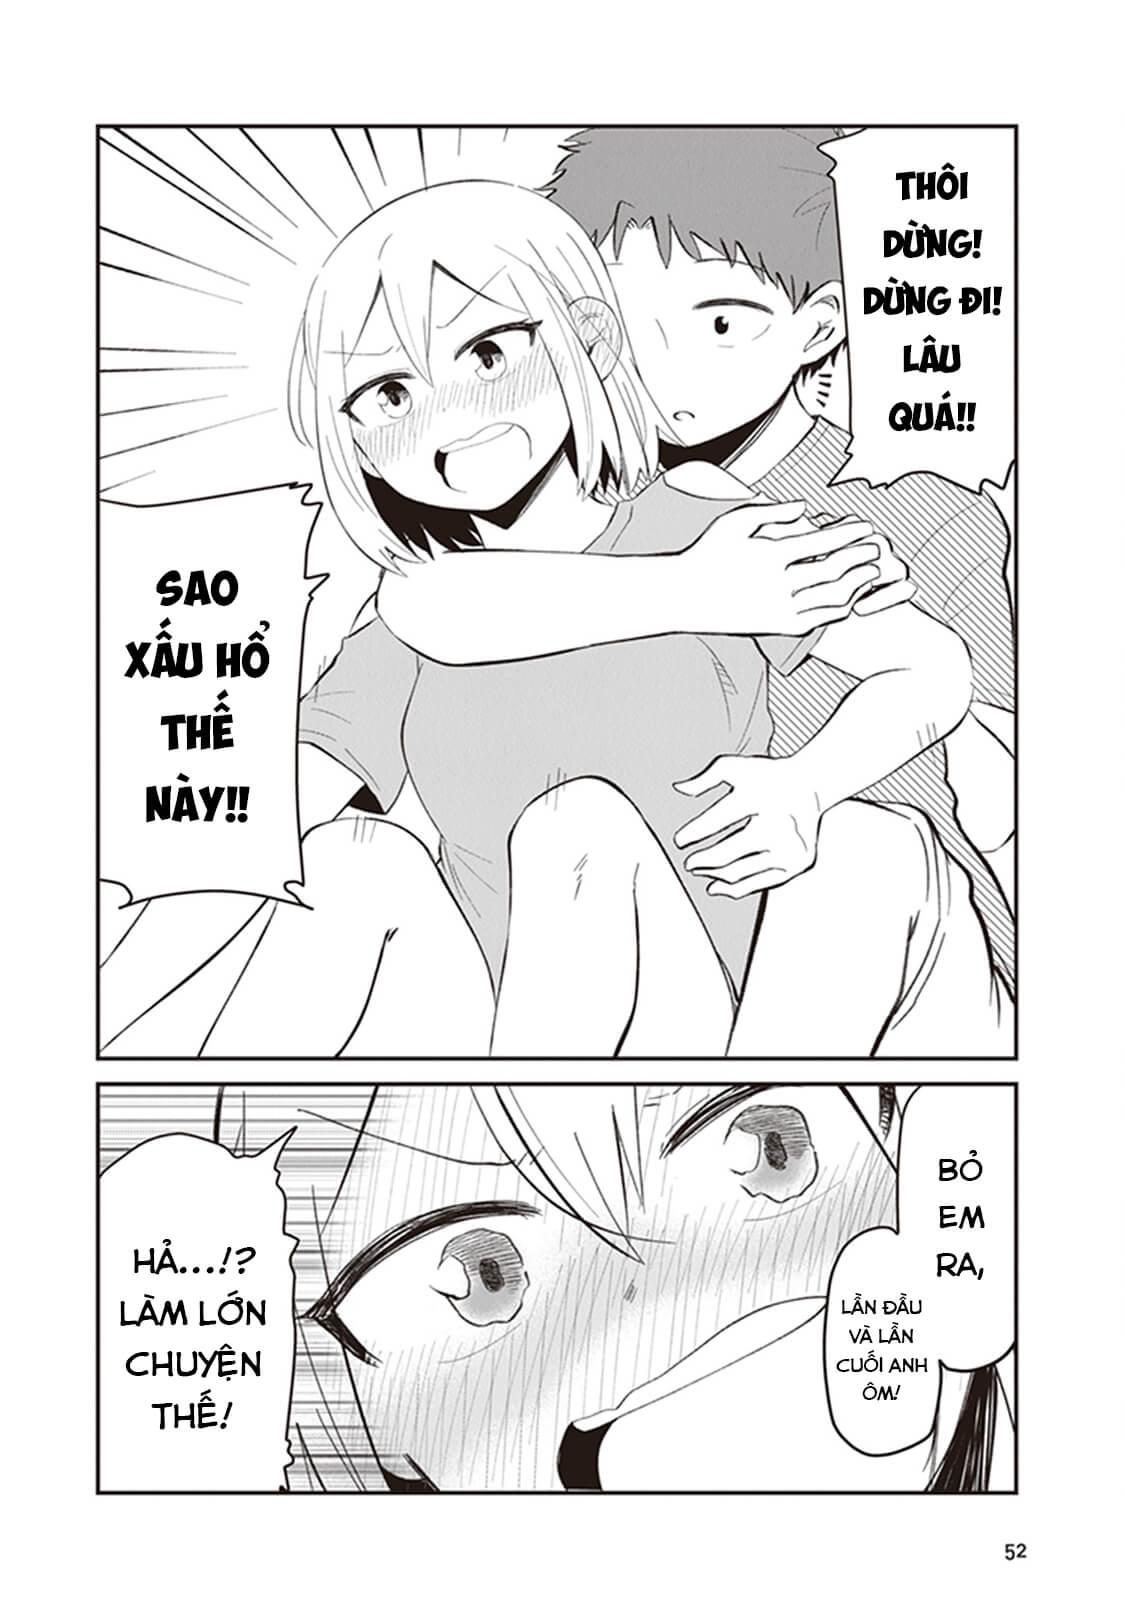 THÔI
DỪNG!
DỪNG ĐI!
LÂU
QUÁ!!
SAO
XẤU HỔ
THẾ
NÀY!!
BỎ
EM
RA,
LẦN ĐẦU
VÀ LẦN
CUỐI ANH
ÔM!
HẢ...!?
LÀM LỚN
CHUYỆN
THẾ!
52